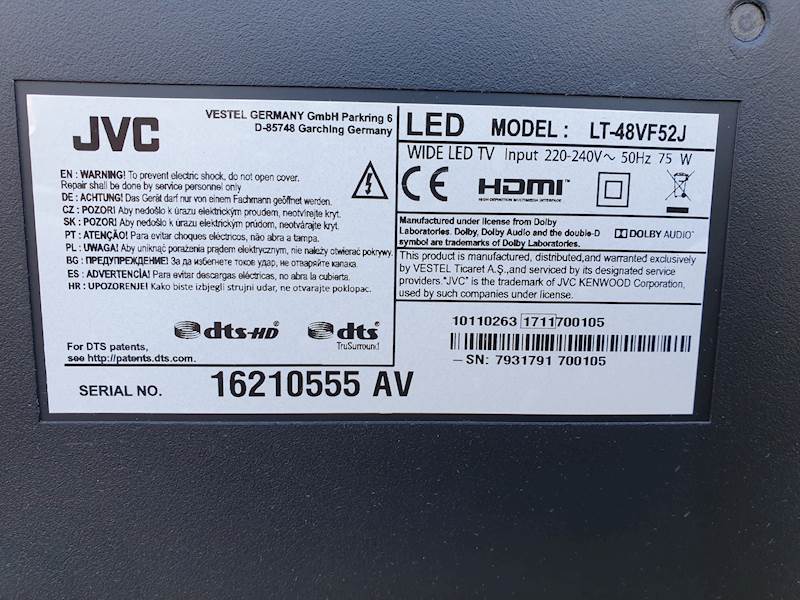 JVC
VESTEL GERMANY GmbH Parkring 6
D-85748 Garching Germany
EN : WARNING! To prevent electric shock, do not open cover.
Repair shall be done by service personnel only
DE : ACHTUNG! Das Gerät darf nur von einem Fachmann geöffnet werden.
CZ : POZOR! Aby nedošlo k úrazu elektrickým proudem, neotvírejte kryt.
SK : POZOR! Aby nedošlo k úrazu elektrickým prúdom, neotvárajte kryt.
PT : ATENÇÃO! Para evitar choques eléctricos, não abra a tampa.
PL : UWAGA! Aby uniknąć porażenia prądem elektrycznym, nie należy otwierać pokrywy.
BG : ПРЕДУПРЕЖДЕНИЕ! За да избегнете токов удар, не отваряйте капака.
ES : ADVERTENCİA! Para evitar descargas eléctricas, no abra la cubierta.
HR : UPOZORENJE! Kako biste izbjegli strujni udar, ne otvarajte poklopac.
dts-HD dts
TruSurround
For DTS patents,
see http://patents.dts.com.
SERIAL NO. 16210555 AV
LED MODEL : LT-48VF52J
WIDE LED TV Input 220-240V~ 50Hz 75 W
CE HDMI™
HIGH-DEFINITION MULTIMEDIA INTERFACE
Manufactured under license from Dolby
Laboratories. Dolby, Dolby Audio and the double-D
symbol are trademarks of Dolby Laboratories.
DOLBY AUDIO™
This product is manufactured, distributed,and warranted exclusively
by VESTEL Ticaret A.Ş.,and serviced by its designated service
providers."JVC" is the trademark of JVC KENWOOD Corporation,
used by such companies under license.
10110263 1711 700105
– SN: 7931791 700105